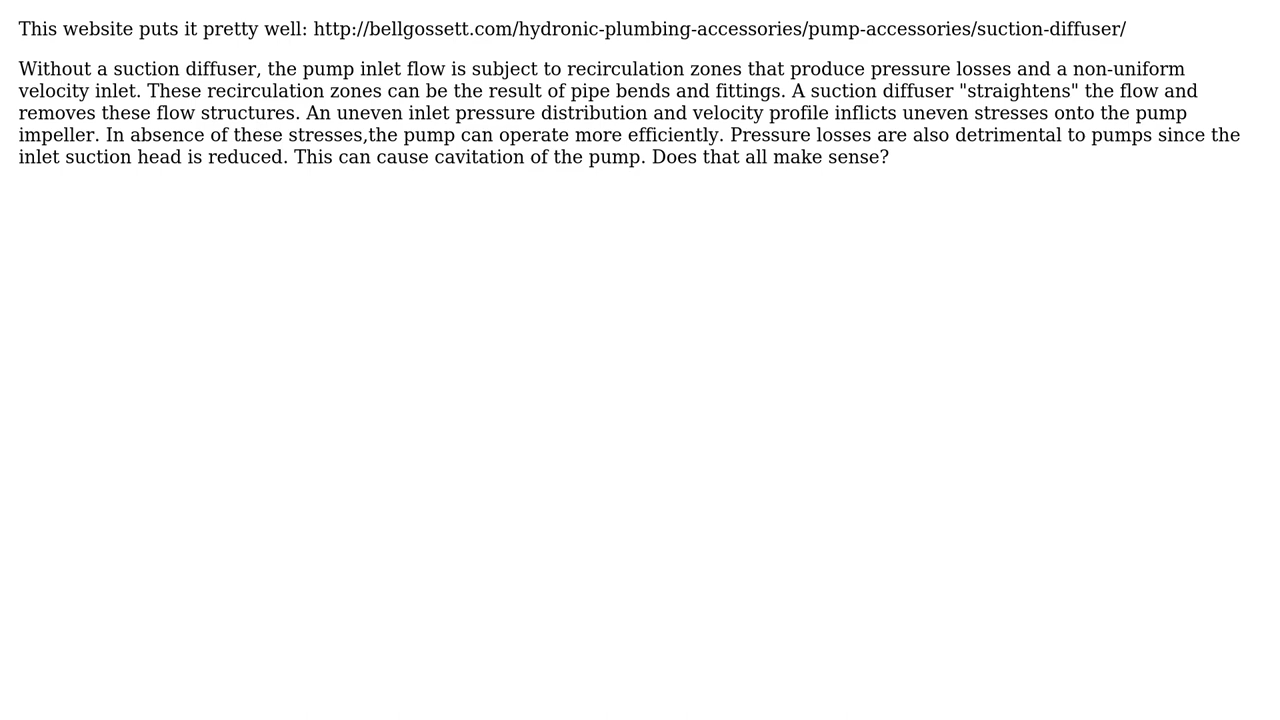 This website puts it pretty well: http://bellgossett.com/hydronic-plumbing-accessories/pump-accessories/suction-diffuser/
Without a suction diffuser, the pump inlet flow is subject to recirculation zones that produce pressure losses and a non-uniform
velocity inlet. These recirculation zones can be the result of pipe bends and fittings. A suction diffuser "straightens" the flow and
removes these flow structures. An uneven inlet pressure distribution and velocity profile inflicts uneven stresses onto the pump
impeller. In absence of these stresses,the pump can operate more efficiently. Pressure losses are also detrimental to pumps since the
inlet suction head is reduced. This can cause cavitation of the pump. Does that all make sense?